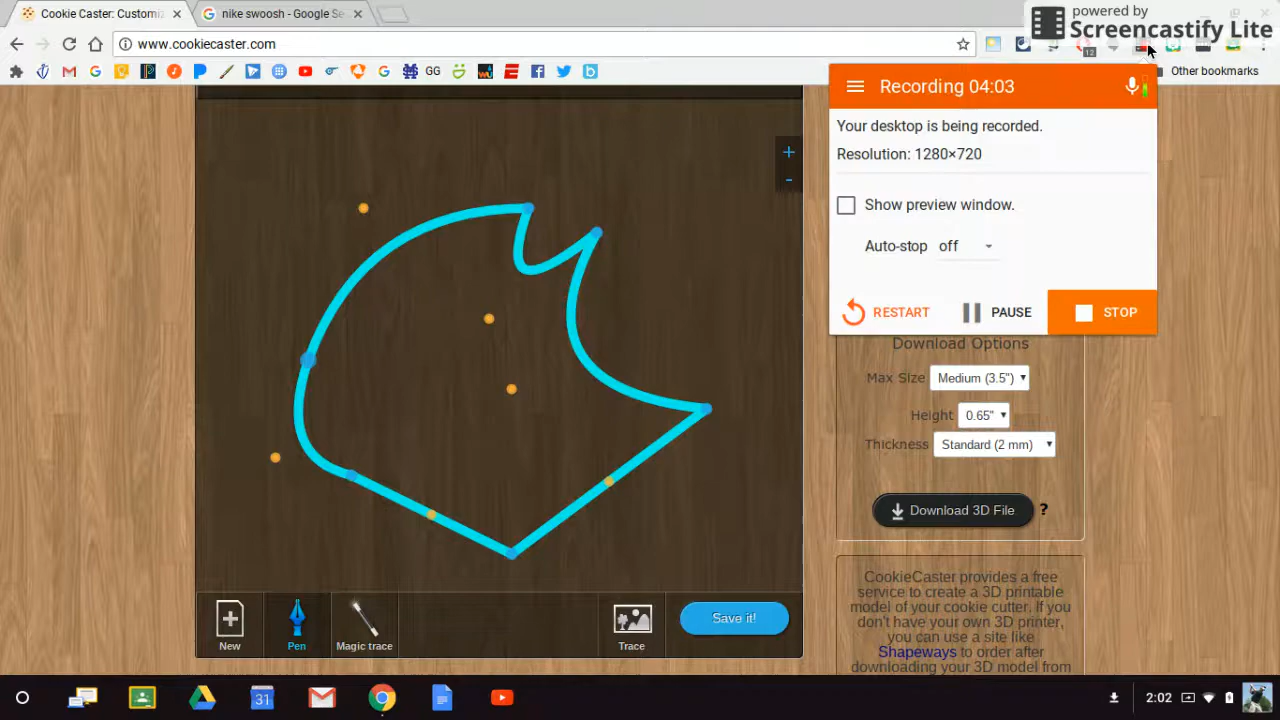 Cookie Caster: Customiz
nike swoosh - Google Se
powered by
Screencastify Lite
www.cookiecaster.com
12
GG
Other bookmarks
Recording 04:03
Your desktop is being recorded.
Resolution: 1280×720
Show preview window.
Auto-stop off
RESTART
PAUSE
STOP
+
-
Download Options
Max Size Medium (3.5")
Height 0.65"
Thickness Standard (2 mm)
Download 3D File ?
CookieCaster provides a free
service to create a 3D printable
model of your cookie cutter. If you
don't have your own 3D printer,
you can use a site like
Shapeways to order after
downloading your 3D model from
New
Pen
Magic trace
Trace
Save it!
31
2:02